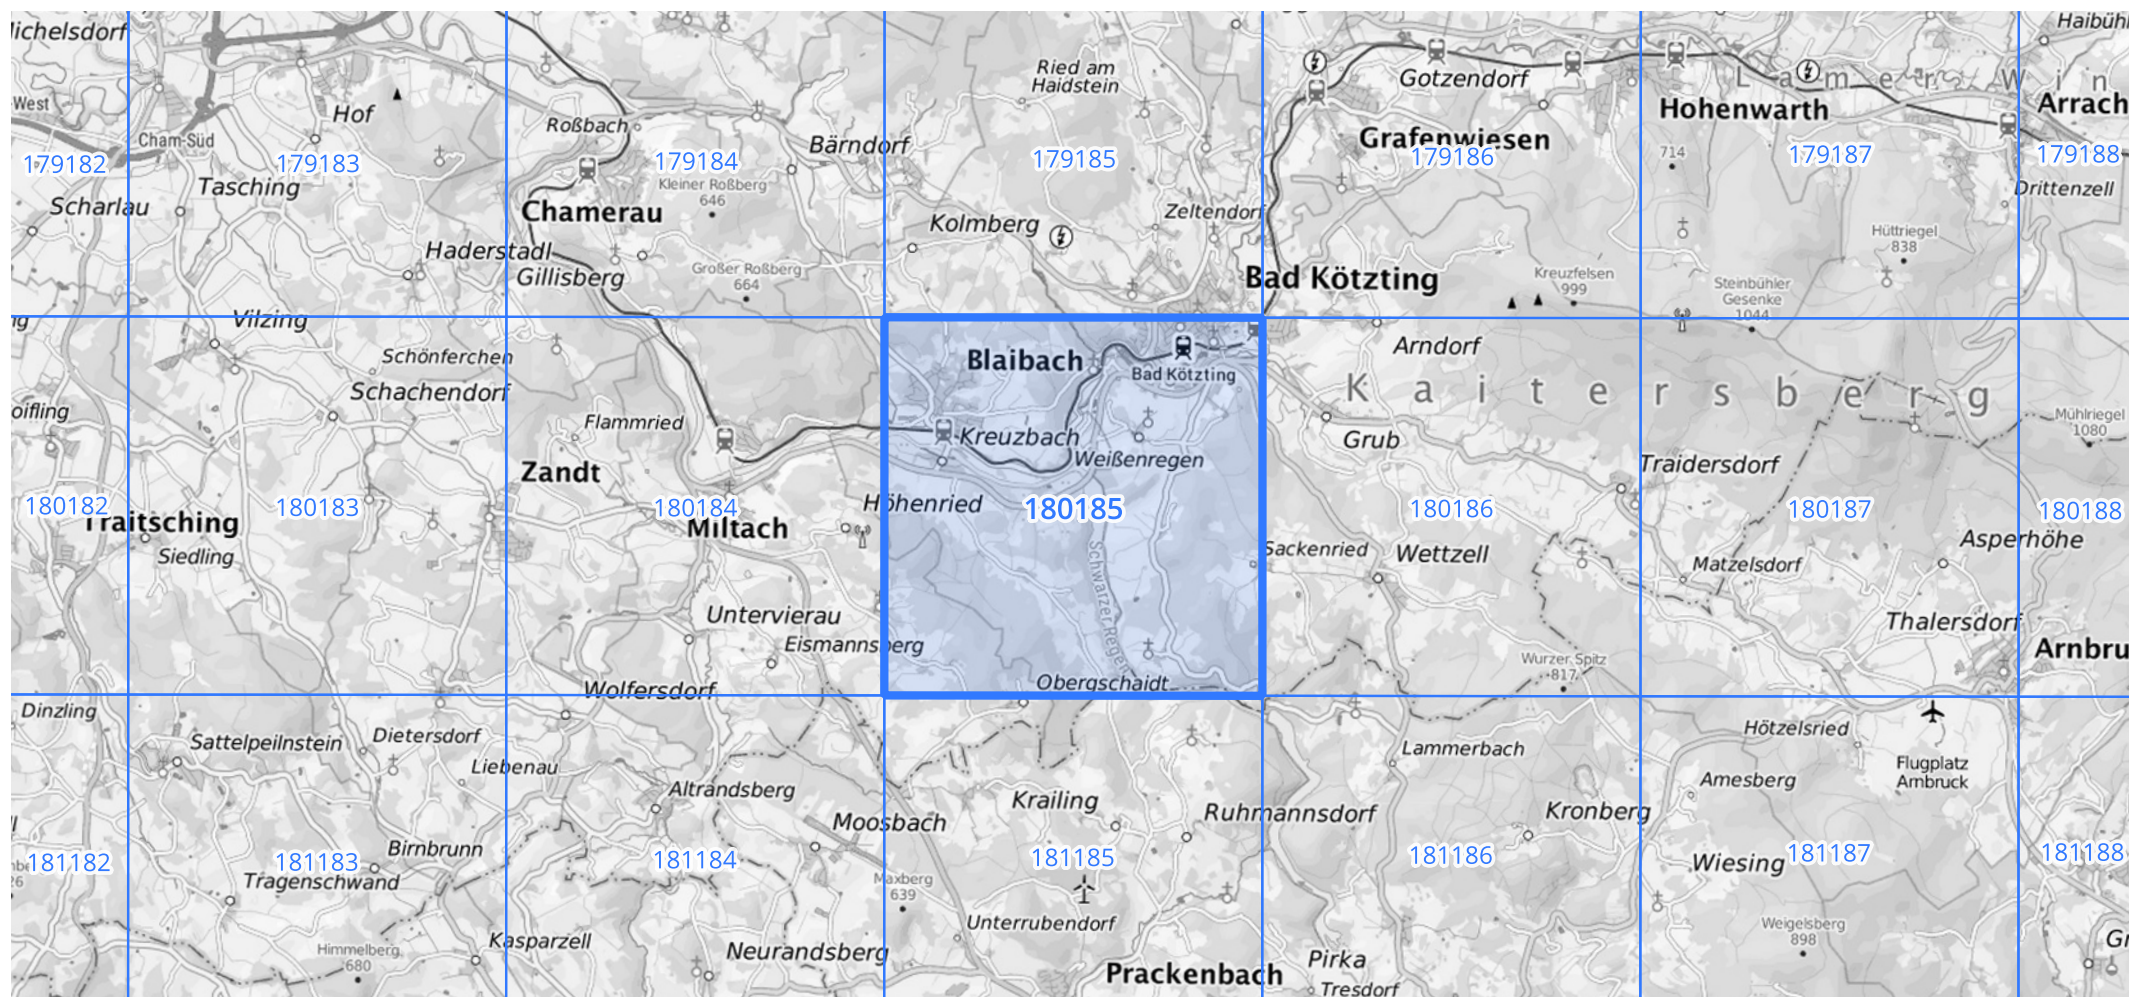 Haibühl
Ried am
Haidstein
Gotzendorf
L a m e r W i n
West
Hof
Hohenwarth
Arrach
Roßbach
Cham-Süd
Bärndorf
Grafenwiesen
179182
179183
179184
179185
179186
714
179187
179188
Tasching
Kleiner Roßberg
646
Drittenzell
Scharlau
Chamerau
Kolmberg
Zeltendorf
Hüttriegel
838
Haderstadl
Gillisberg
Großer Roßberg
664
Bad Kötzting
Kreuzfelsen
999
Steinbühler
Gesenke
1044
Vilzing
Schönferchen
Blaibach
Bad Kötzting
Arndorf
Schachendorf
K a i t e r s b e r g
Flammried
Kreuzbach
Grub
Mühlriegel
1080
Zandt
Weißenregen
Traidersdorf
180182
180183
180184
Höhenried
180185
180186
180187
180188
Traitsching
Miltach
Siedling
Sackenried
Wettzell
Asperhöhe
Matzelsdorf
Schwarzer Regen
Untervierau
Thalersdorf
Eismannsberg
Arnbru
Wurzer Spitz
817
Wolfersdorf
Obergschaidt
Dinzling
Sattelpeilnstein
Dietersdorf
Lammerbach
Hötzelsried
Liebenau
Flugplatz
Arnbruck
Altrandsberg
Krailing
Amesberg
Moosbach
Ruhmannsdorf
Kronberg
Birnbrunn
181182
181183
181184
181185
181186
181187
181188
Wiesing
Tragenschwand
Maxberg
639
Unterrubendorf
Weigelsberg
898
Himmelberg
680
Kasparzell
Neurandsberg
Prackenbach
Pirka
Tresdorf